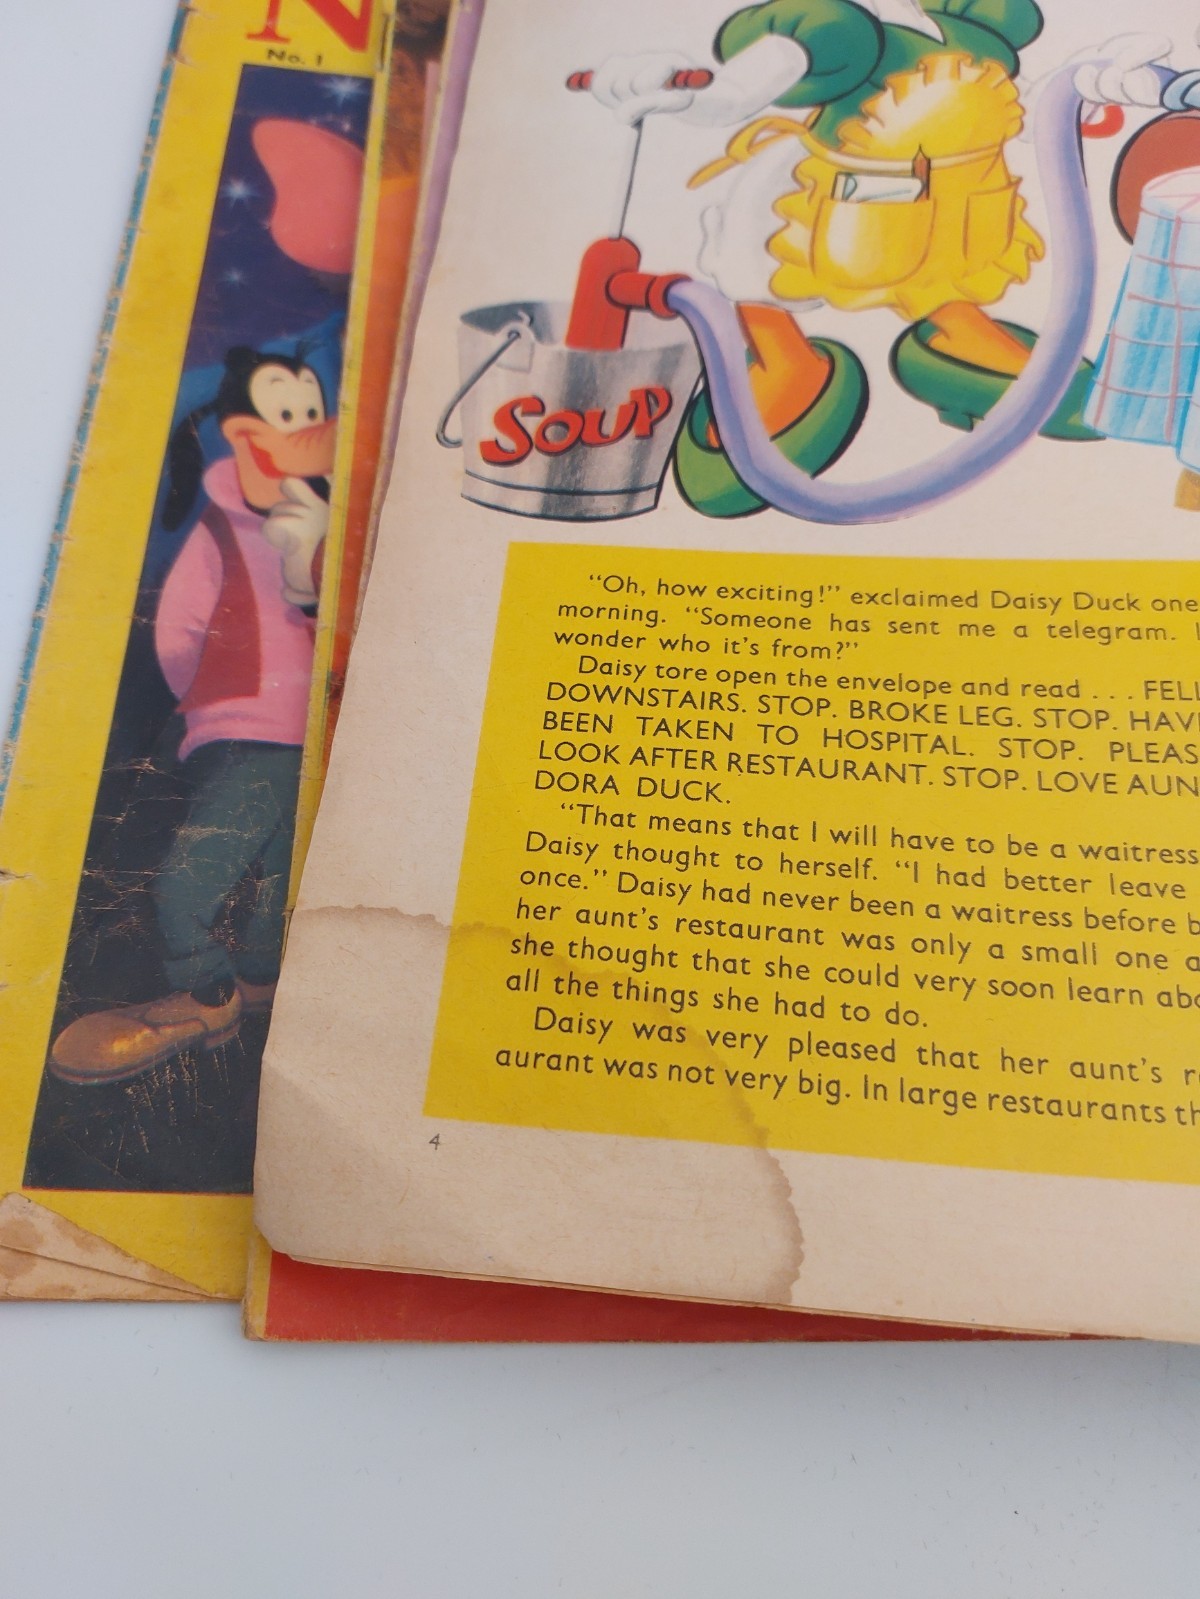 N
No. 1
SOUP
"Oh, how exciting!" exclaimed Daisy Duck one
morning. "Someone has sent me a telegram. I
wonder who it's from?"
Daisy tore open the envelope and read . . . FELL
DOWNSTAIRS. STOP. BROKE LEG. STOP. HAV
BEEN TAKEN TO HOSPITAL. STOP. PLEAS
LOOK AFTER RESTAURANT. STOP. LOVE AUN
DORA DUCK.
"That means that I will have to be a waitress
Daisy thought to herself. "I had better leave
once." Daisy had never been a waitress before b
her aunt's restaurant was only a small one a
she thought that she could very soon learn abo
all the things she had to do.
Daisy was very pleased that her aunt's r
aurant was not very big. In large restaurants th
4